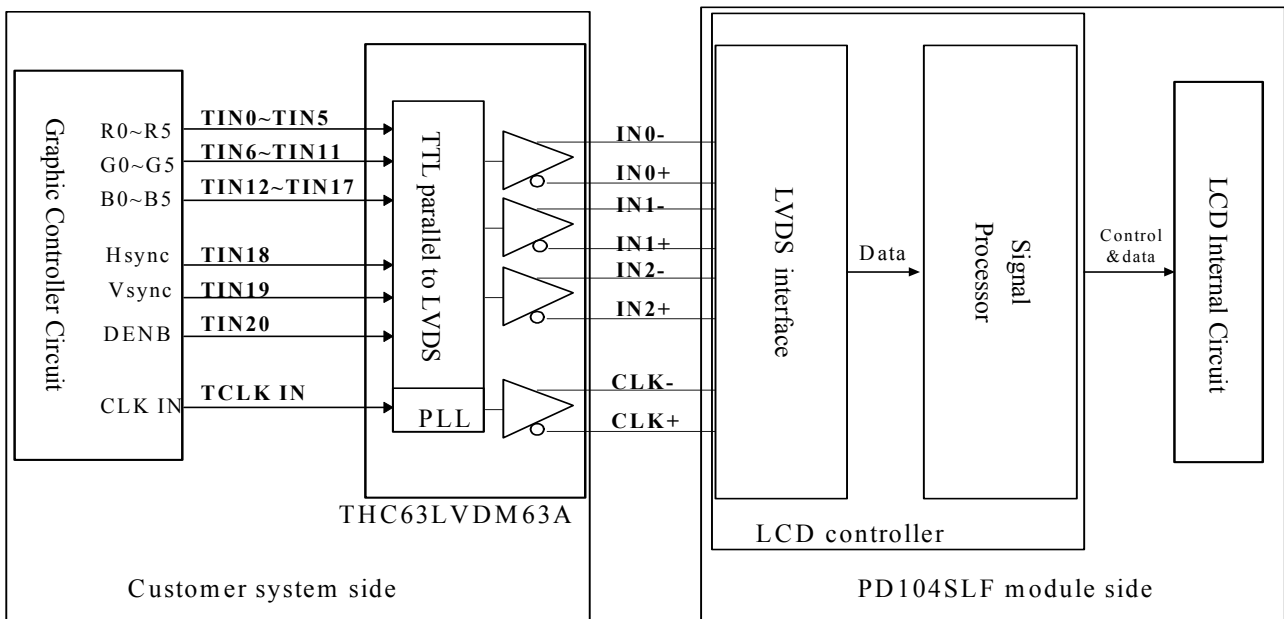 Graphic Controller Circuit
R0~R5
TIN0~TIN5
G0~G5
TIN6~TIN11
B0~B5
TIN12~TIN17
Hsync
TIN18
Vsync
TIN19
DENB
TIN20
CLK IN
TCLK IN
TTL parallel to LVDS
PLL
THC63LVDM63A
Customer system side
IN0-
IN0+
IN1-
IN1+
IN2-
IN2+
CLK-
CLK+
LVDS interface
Data
Signal
Processor
LCD controller
Control
&data
LCD Internal Circuit
PD104SLF module side